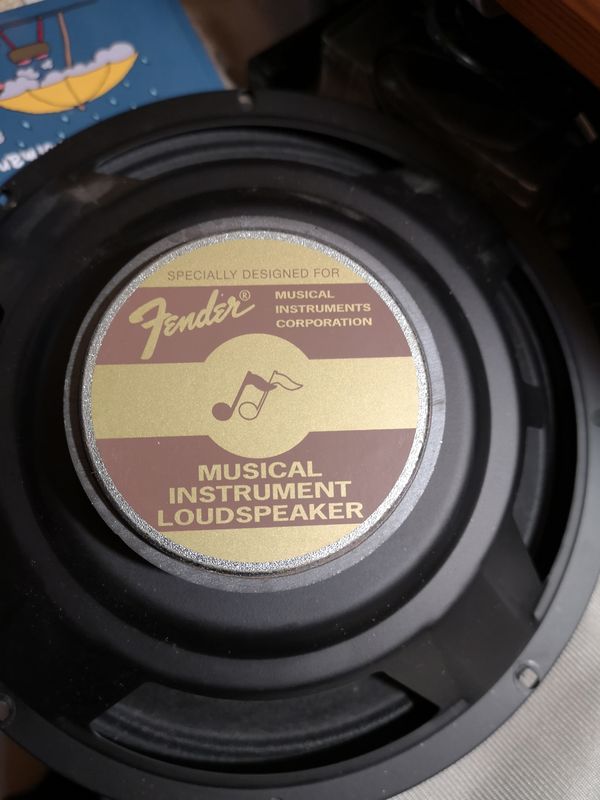 SPECIALLY DESIGNED FOR
Fender®
MUSICAL
INSTRUMENTS
CORPORATION
MUSICAL
INSTRUMENT
LOUDSPEAKER